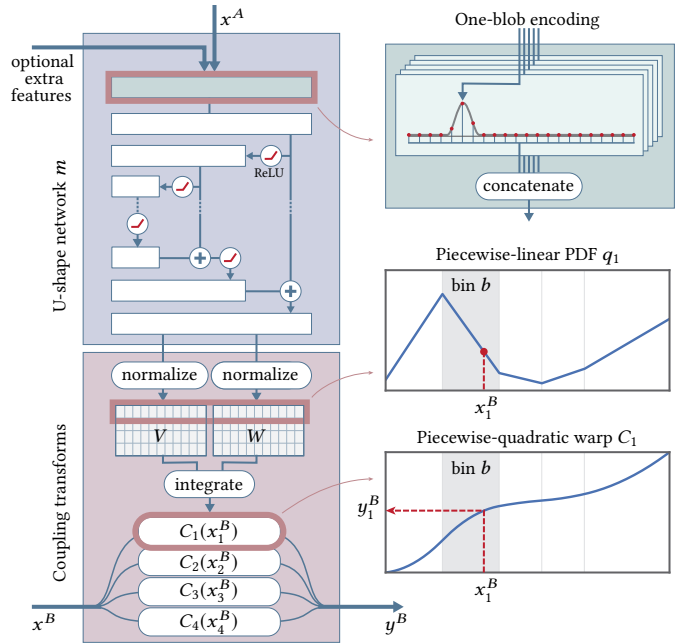 x^A
optional
extra
features
U-shape network m
ReLU
One-blob encoding
concatenate
Piecewise-linear PDF q_1
bin b
x_1^B
Coupling transforms
normalize
normalize
V
W
integrate
C_1(x_1^B)
C_2(x_2^B)
C_3(x_3^B)
C_4(x_4^B)
x^B
y^B
Piecewise-quadratic warp C_1
bin b
y_1^B
x_1^B